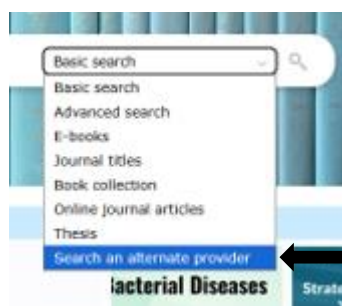 Basic search
Basic search
Advanced search
E-books
Journal titles
Book collection
Online journal articles
Thesis
Search an alternate provider
Bacterial Diseases